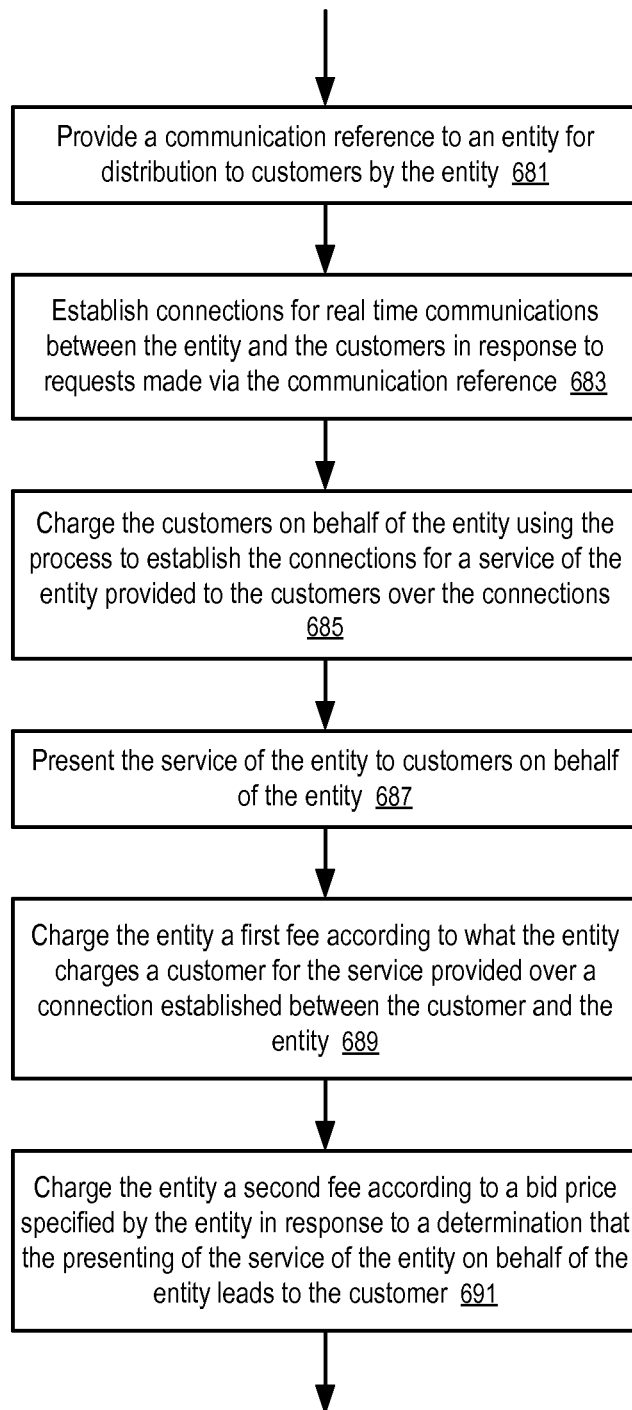 Provide a communication reference to an entity for
distribution to customers by the entity 681
Establish connections for real time communications
between the entity and the customers in response to
requests made via the communication reference 683
Charge the customers on behalf of the entity using the
process to establish the connections for a service of the
entity provided to the customers over the connections
685
Present the service of the entity to customers on behalf
of the entity 687
Charge the entity a first fee according to what the entity
charges a customer for the service provided over a
connection established between the customer and the
entity 689
Charge the entity a second fee according to a bid price
specified by the entity in response to a determination that
the presenting of the service of the entity on behalf of the
entity leads to the customer 691